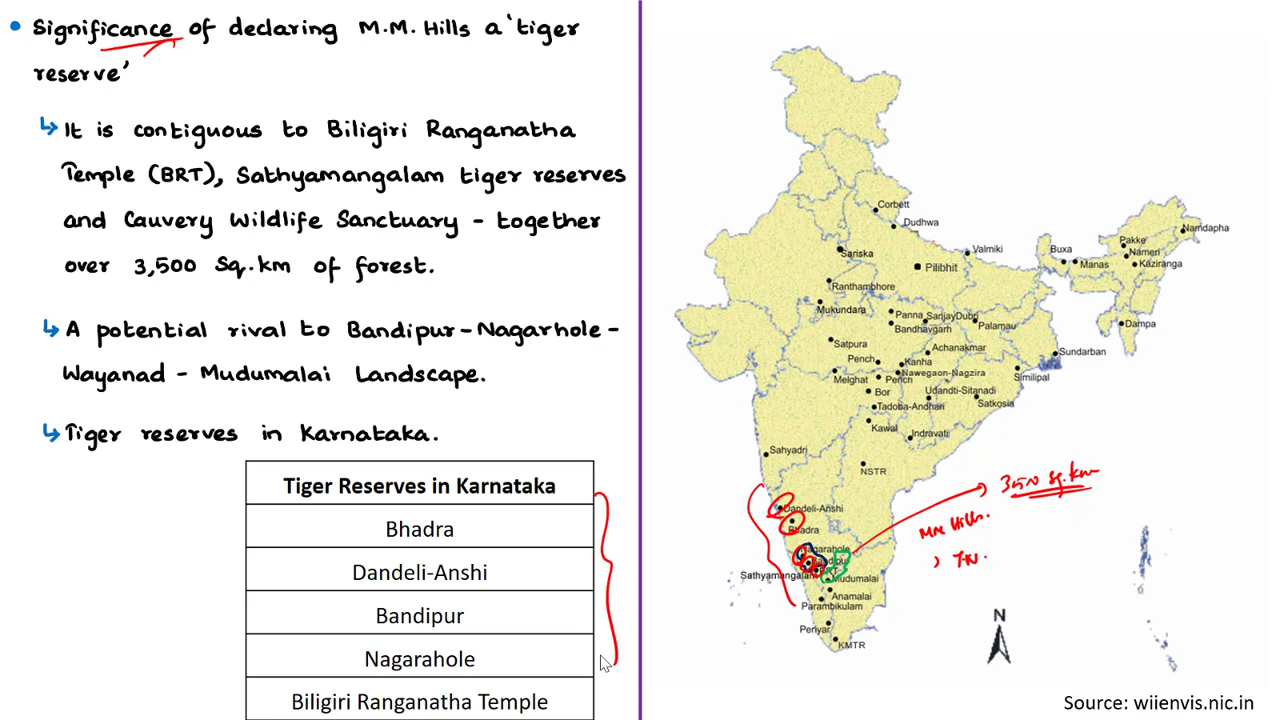 Significance of declaring M.M. Hills a 'tiger
reserve'
It is contiguous to Biligiri Ranganatha
Temple (BRT), Sathyamangalam tiger reserves
and Cauvery Wildlife Sanctuary - together
over 3,500 Sq.km of forest.
A potential rival to Bandipur-Nagarhole-
Wayanad - Mudumalai Landscape.
Tiger reserves in Karnataka.
Tiger Reserves in Karnataka
Bhadra
Dandeli-Anshi
Bandipur
Nagarahole
Biligiri Ranganatha Temple
Corbett
Dudhwa
Namdapha
Pakke
Buxa
Valmiki
Nameri
Sariska
Manas
Kaziranga
Pilibhit
Ranthambhore
Mukundara
Panna
SanjayDubri
Palamau
Dampa
Bandhavgarh
Satpura
Achanakmar
Sundarban
Pench
Kanha
Nawegaon-Nagzira
Similipal
Melghat
Pench
Bor
Udanti-Sitanadi
Satkosia
Tadoba-Andhari
Kawal
Indravati
Sahyadri
NSTR
3500 Sq.km
Dandeli-Anshi
MM Hills.
Bhadra
Nagarahole
Bandipur
TN.
Sathyamangalam
Mudumalai
Anamalai
Parambikulam
Periyar
KMTR
N
Source: wiienvis.nic.in